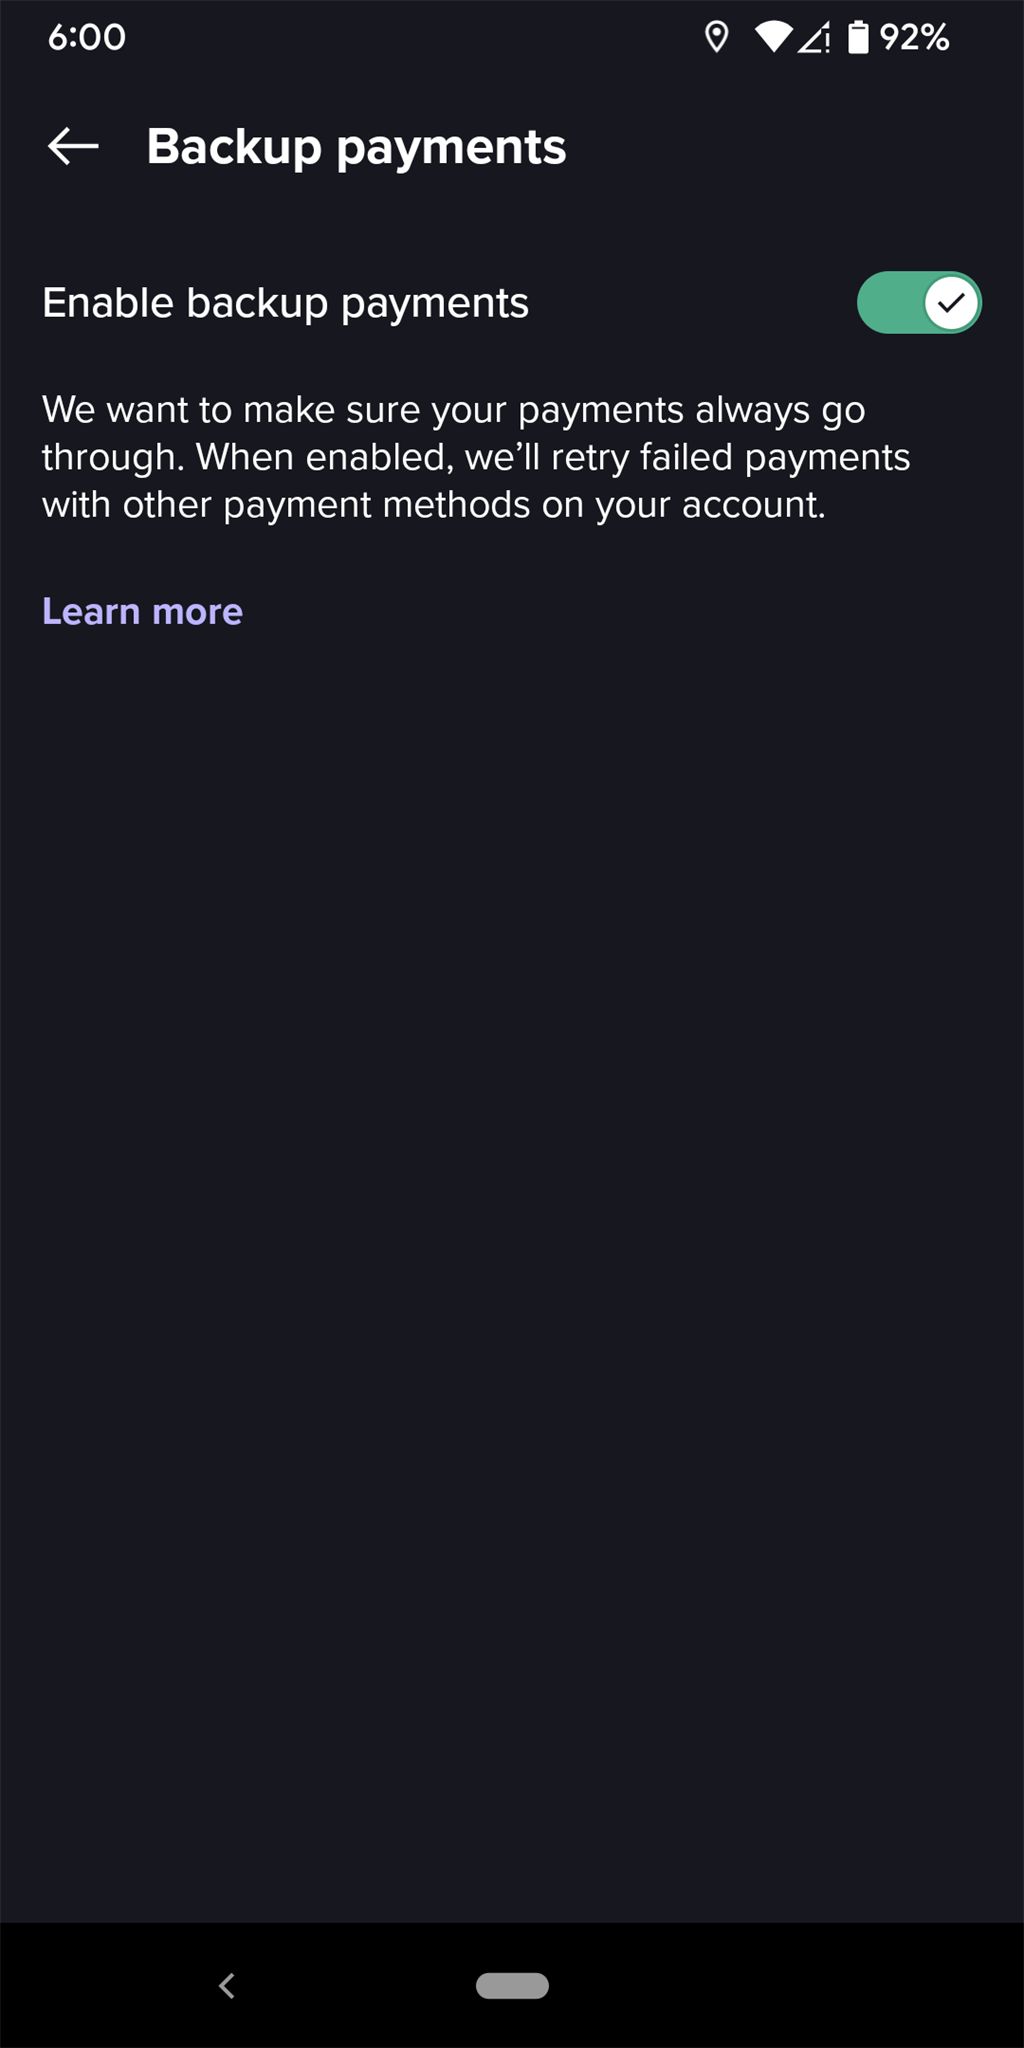 6:00
92%
Backup payments
Enable backup payments
We want to make sure your payments always go
through. When enabled, we’ll retry failed payments
with other payment methods on your account.
Learn more